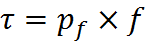 τ = p_f × f